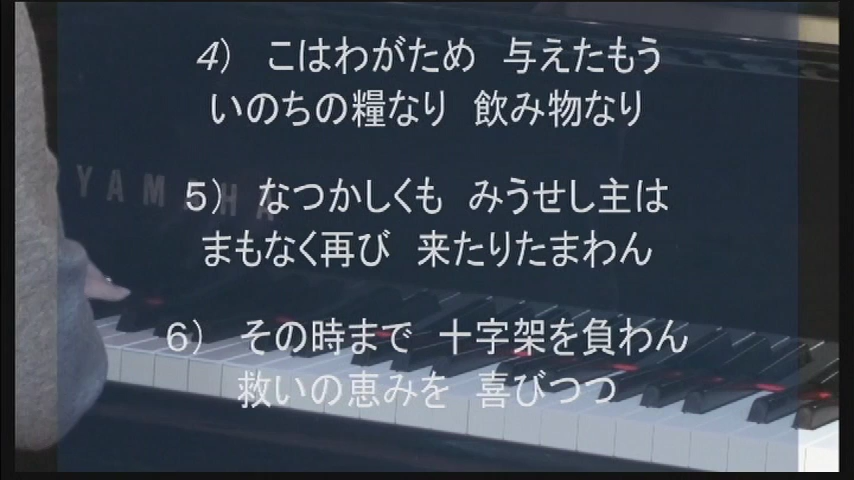 4)　こはわがため　与えたもう
いのちの糧なり　飲み物なり
YAMAHA
5)　なつかしくも　みうせし主は
まもなく再び　来たりたまわん
6)　その時まで　十字架を負わん
救いの恵みを　喜びつつ